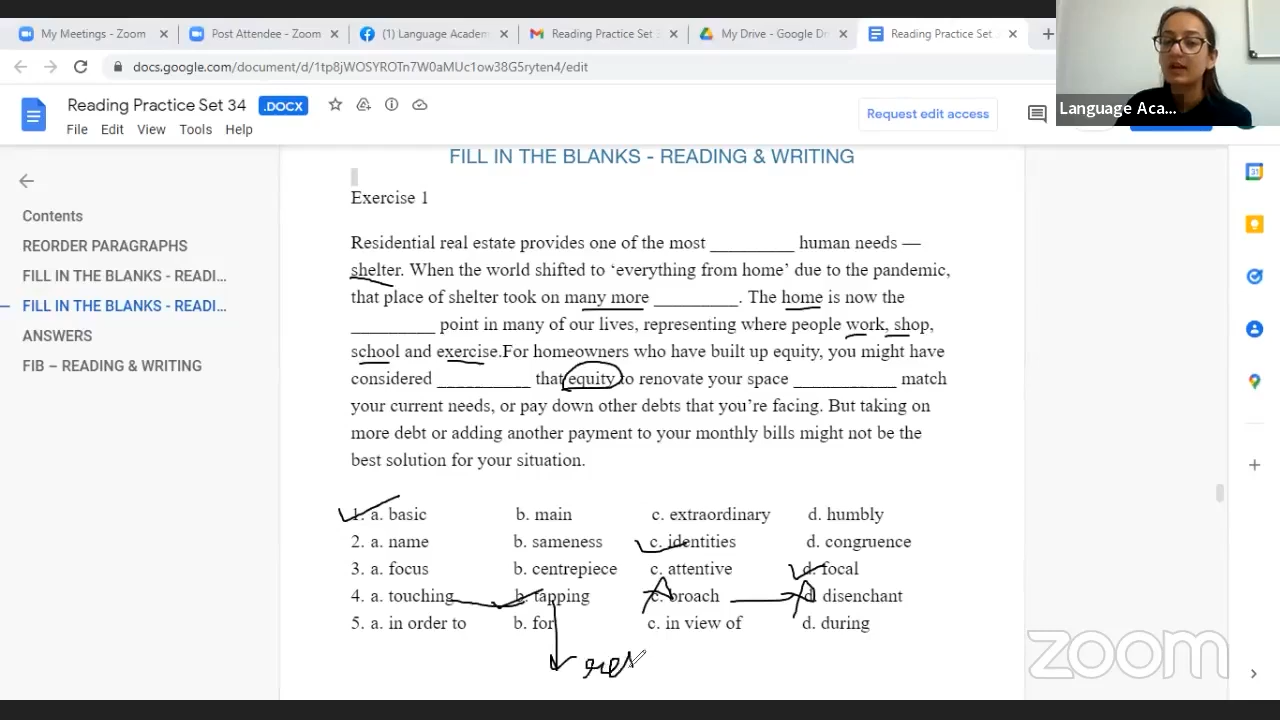 My Meetings - Zoom
Post Attendee - Zoom
(1) Language Academ
Reading Practice Set
My Drive - Google Dr
Reading Practice Set
docs.google.com/document/d/1tp8jWOSYROTn7W0aMUc1ow38G5ryten4/edit
Reading Practice Set 34 .DOCX
Request edit access
Language Aca...
File Edit View Tools Help
Contents
REORDER PARAGRAPHS
FILL IN THE BLANKS - READI...
FILL IN THE BLANKS - READI...
ANSWERS
FIB – READING & WRITING
FILL IN THE BLANKS - READING & WRITING
Exercise 1
Residential real estate provides one of the most _________ human needs —
shelter. When the world shifted to ‘everything from home’ due to the pandemic,
that place of shelter took on many more _________. The home is now the
_________ point in many of our lives, representing where people work, shop,
school and exercise.For homeowners who have built up equity, you might have
considered __________ that equity to renovate your space ___________ match
your current needs, or pay down other debts that you’re facing. But taking on
more debt or adding another payment to your monthly bills might not be the
best solution for your situation.
1. a. basic b. main c. extraordinary d. humbly
2. a. name b. sameness c. identities d. congruence
3. a. focus b. centrepiece c. attentive d. focal
4. a. touching b. tapping c. broach d. disenchant
5. a. in order to b. for c. in view of d. during
zoom